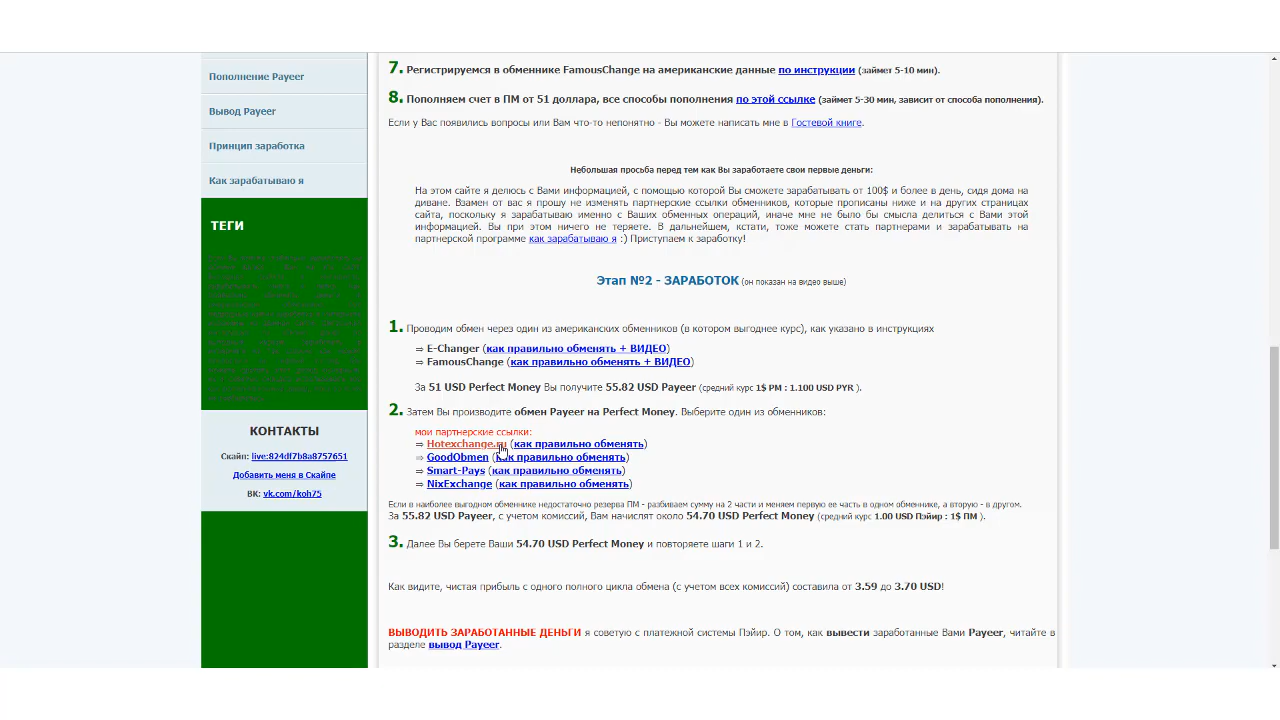 Пополнение Payeer
Вывод Payeer
Принцип заработка
Как зарабатываю я
ТЕГИ
КОНТАКТЫ
Скайп: live:824df7b8a8757651
Добавить меня в Скайпе
ВК: vk.com/koh75
7. Регистрируемся в обменнике FamousChange на американские данные по инструкции (займет 5-10 мин).
8. Пополняем счет в ПМ от 51 доллара, все способы пополнения по этой ссылке (займет 5-30 мин, зависит от способа пополнения).
Если у Вас появились вопросы или Вам что-то непонятно - Вы можете написать мне в Гостевой книге.
Небольшая просьба перед тем как Вы заработаете свои первые деньги:
На этом сайте я делюсь с Вами информацией, с помощью которой Вы сможете зарабатывать от 100$ и более в день, сидя дома на
диване. Взамен от вас я прошу не изменять партнерские ссылки обменников, которые прописаны ниже и на других страницах
сайта, поскольку я зарабатываю именно с Ваших обменных операций, иначе мне не было бы смысла делиться с Вами этой
информацией. Вы при этом ничего не теряете. В дальнейшем, кстати, тоже можете стать партнерами и зарабатывать на
партнерской программе как зарабатываю я :) Приступаем к заработку!
Этап №2 - ЗАРАБОТОК (он показан на видео выше)
1. Проводим обмен через один из американских обменников (в котором выгоднее курс), как указано в инструкциях
⇒ E-Changer (как правильно обменять + ВИДЕО)
⇒ FamousChange (как правильно обменять + ВИДЕО)
За 51 USD Perfect Money Вы получите 55.82 USD Payeer (средний курс 1$ PM : 1.100 USD PYR ).
2. Затем Вы производите обмен Payeer на Perfect Money. Выберите один из обменников:
мои партнерские ссылки:
⇒ Hotexchange.ru (как правильно обменять)
⇒ GoodObmen (как правильно обменять)
⇒ Smart-Pays (как правильно обменять)
⇒ NixExchange (как правильно обменять)
Если в наиболее выгодном обменнике недостаточно резерва ПМ - разбиваем сумму на 2 части и меняем первую ее часть в одном обменнике, а вторую - в другом.
За 55.82 USD Payeer, с учетом комиссий, Вам начислят около 54.70 USD Perfect Money (средний курс 1.00 USD Пэйир : 1$ ПМ ).
3. Далее Вы берете Ваши 54.70 USD Perfect Money и повторяете шаги 1 и 2.
Как видите, чистая прибыль с одного полного цикла обмена (с учетом всех комиссий) составила от 3.59 до 3.70 USD!
ВЫВОДИТЬ ЗАРАБОТАННЫЕ ДЕНЬГИ я советую с платежной системы Пэйир. О том, как вывести заработанные Вами Payeer, читайте в
разделе вывод Payeer.